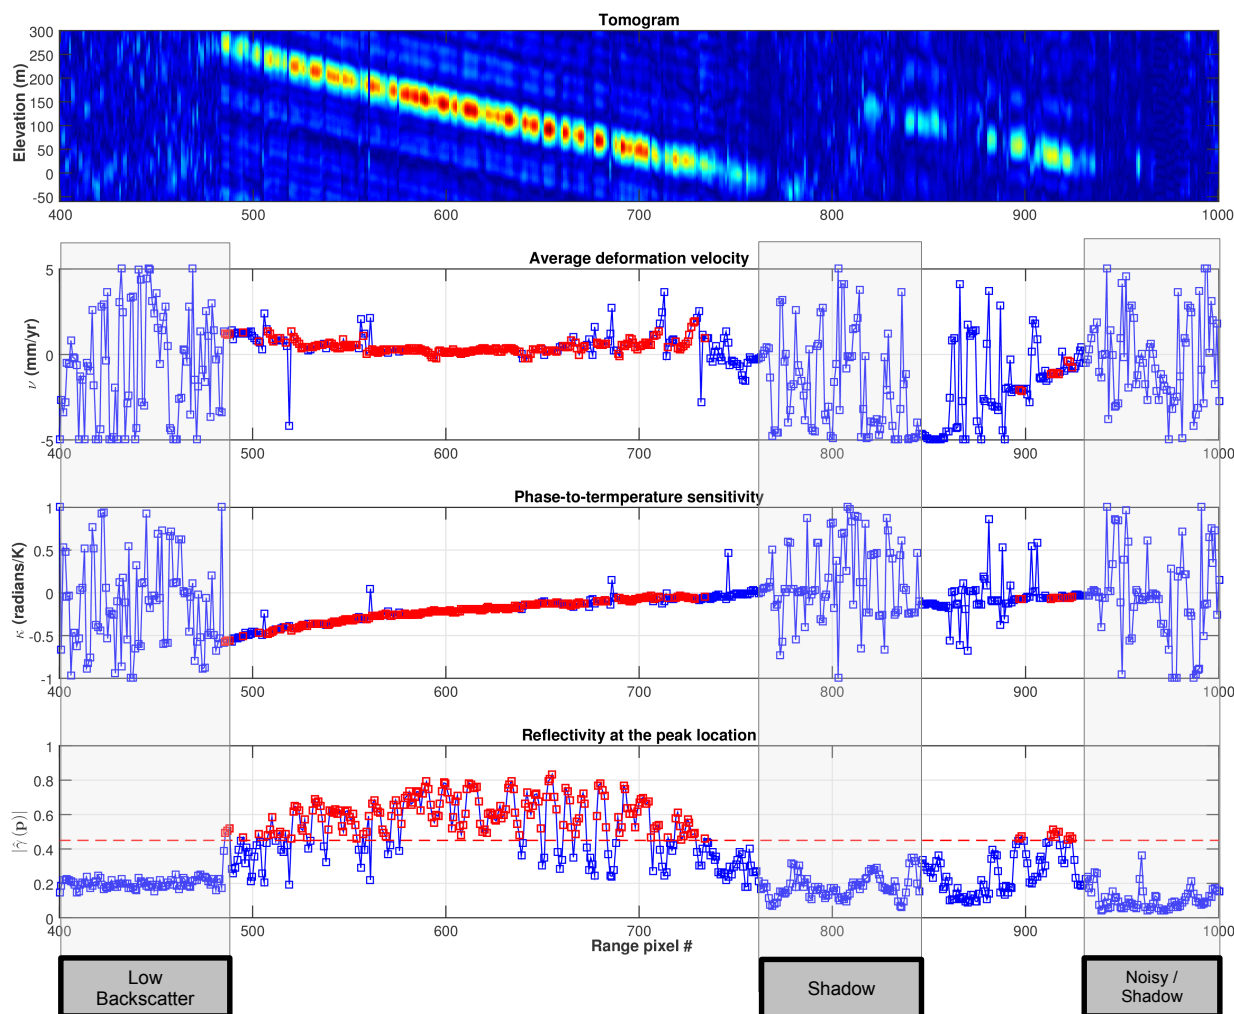 Tomogram
Elevation (m)
300
250
200
150
100
50
0
-50
400 500 600 700 800 900 1000
Average deformation velocity
ν (mm/yr)
5
0
-5
400 500 600 700 800 900 1000
Phase-to-termperature sensitivity
κ (radians/K)
1
0.5
0
-0.5
-1
400 500 600 700 800 900 1000
Reflectivity at the peak location
|γ̂(p)|
1
0.8
0.6
0.4
0.2
0
400 500 600 700 800 900 1000
Range pixel #
Low
Backscatter
Shadow
Noisy /
Shadow